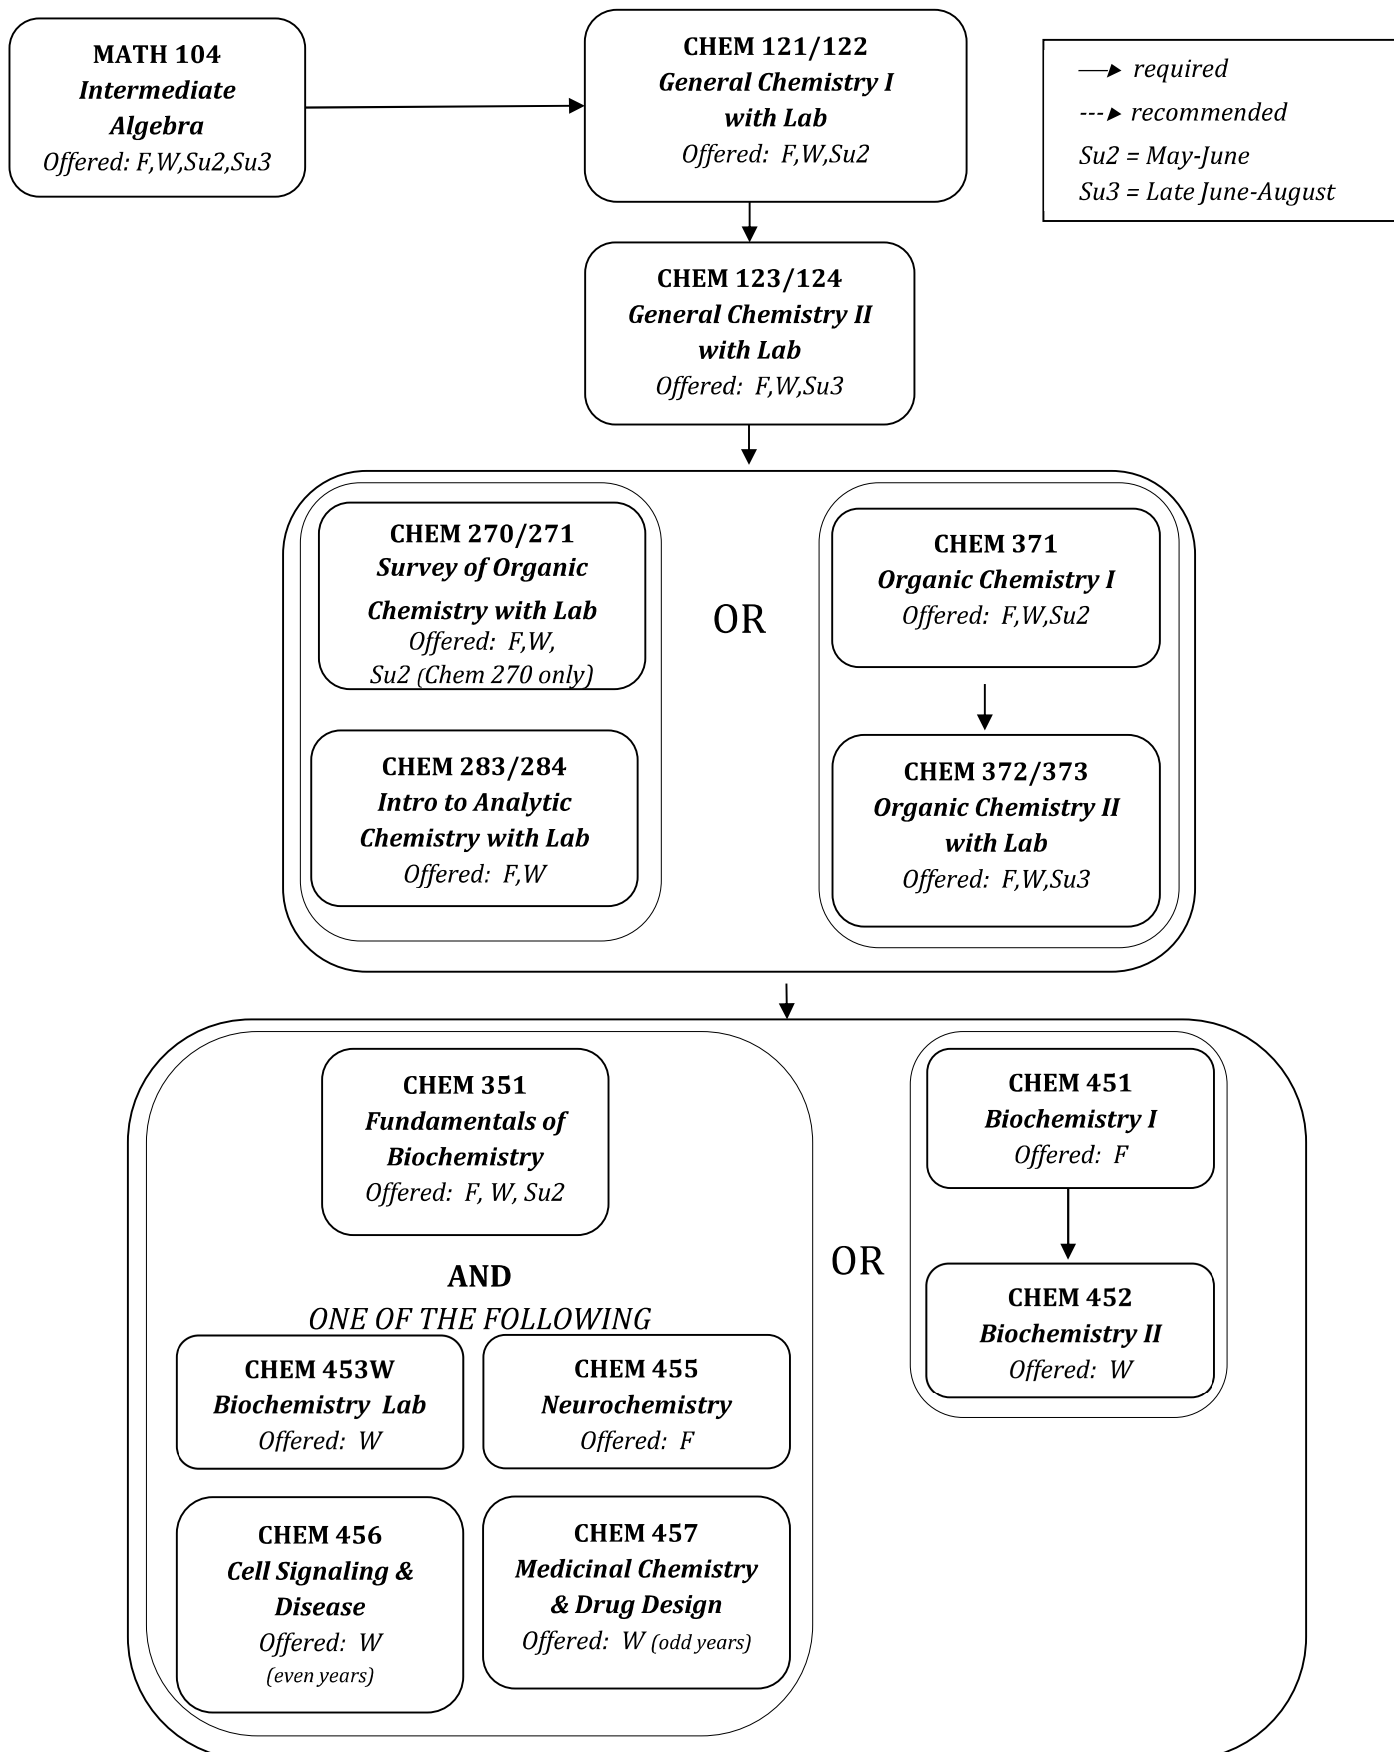 MATH 104
Intermediate
Algebra
Offered: F,W,Su2,Su3
CHEM 121/122
General Chemistry I
with Lab
Offered: F,W,Su2
required
---▸ recommended
Su2 = May-June
Su3 = Late June-August
CHEM 123/124
General Chemistry II
with Lab
Offered: F,W,Su3
CHEM 270/271
Survey of Organic
Chemistry with Lab
Offered: F,W,
Su2 (Chem 270 only)
CHEM 283/284
Intro to Analytic
Chemistry with Lab
Offered: F,W
OR
CHEM 371
Organic Chemistry I
Offered: F,W,Su2
CHEM 372/373
Organic Chemistry II
with Lab
Offered: F,W,Su3
CHEM 351
Fundamentals of
Biochemistry
Offered: F, W, Su2
AND
ONE OF THE FOLLOWING
CHEM 453W
Biochemistry Lab
Offered: W
CHEM 455
Neurochemistry
Offered: F
CHEM 456
Cell Signaling &
Disease
Offered: W
(even years)
CHEM 457
Medicinal Chemistry
& Drug Design
Offered: W (odd years)
OR
CHEM 451
Biochemistry I
Offered: F
CHEM 452
Biochemistry II
Offered: W